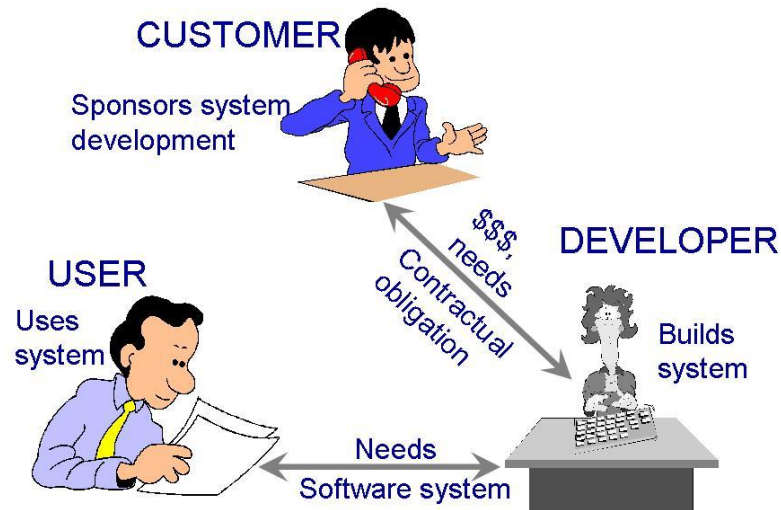 CUSTOMER
Sponsors system
development
$$$,
needs
Contractual
obligation
DEVELOPER
Builds
system
USER
Uses
system
Needs
Software system